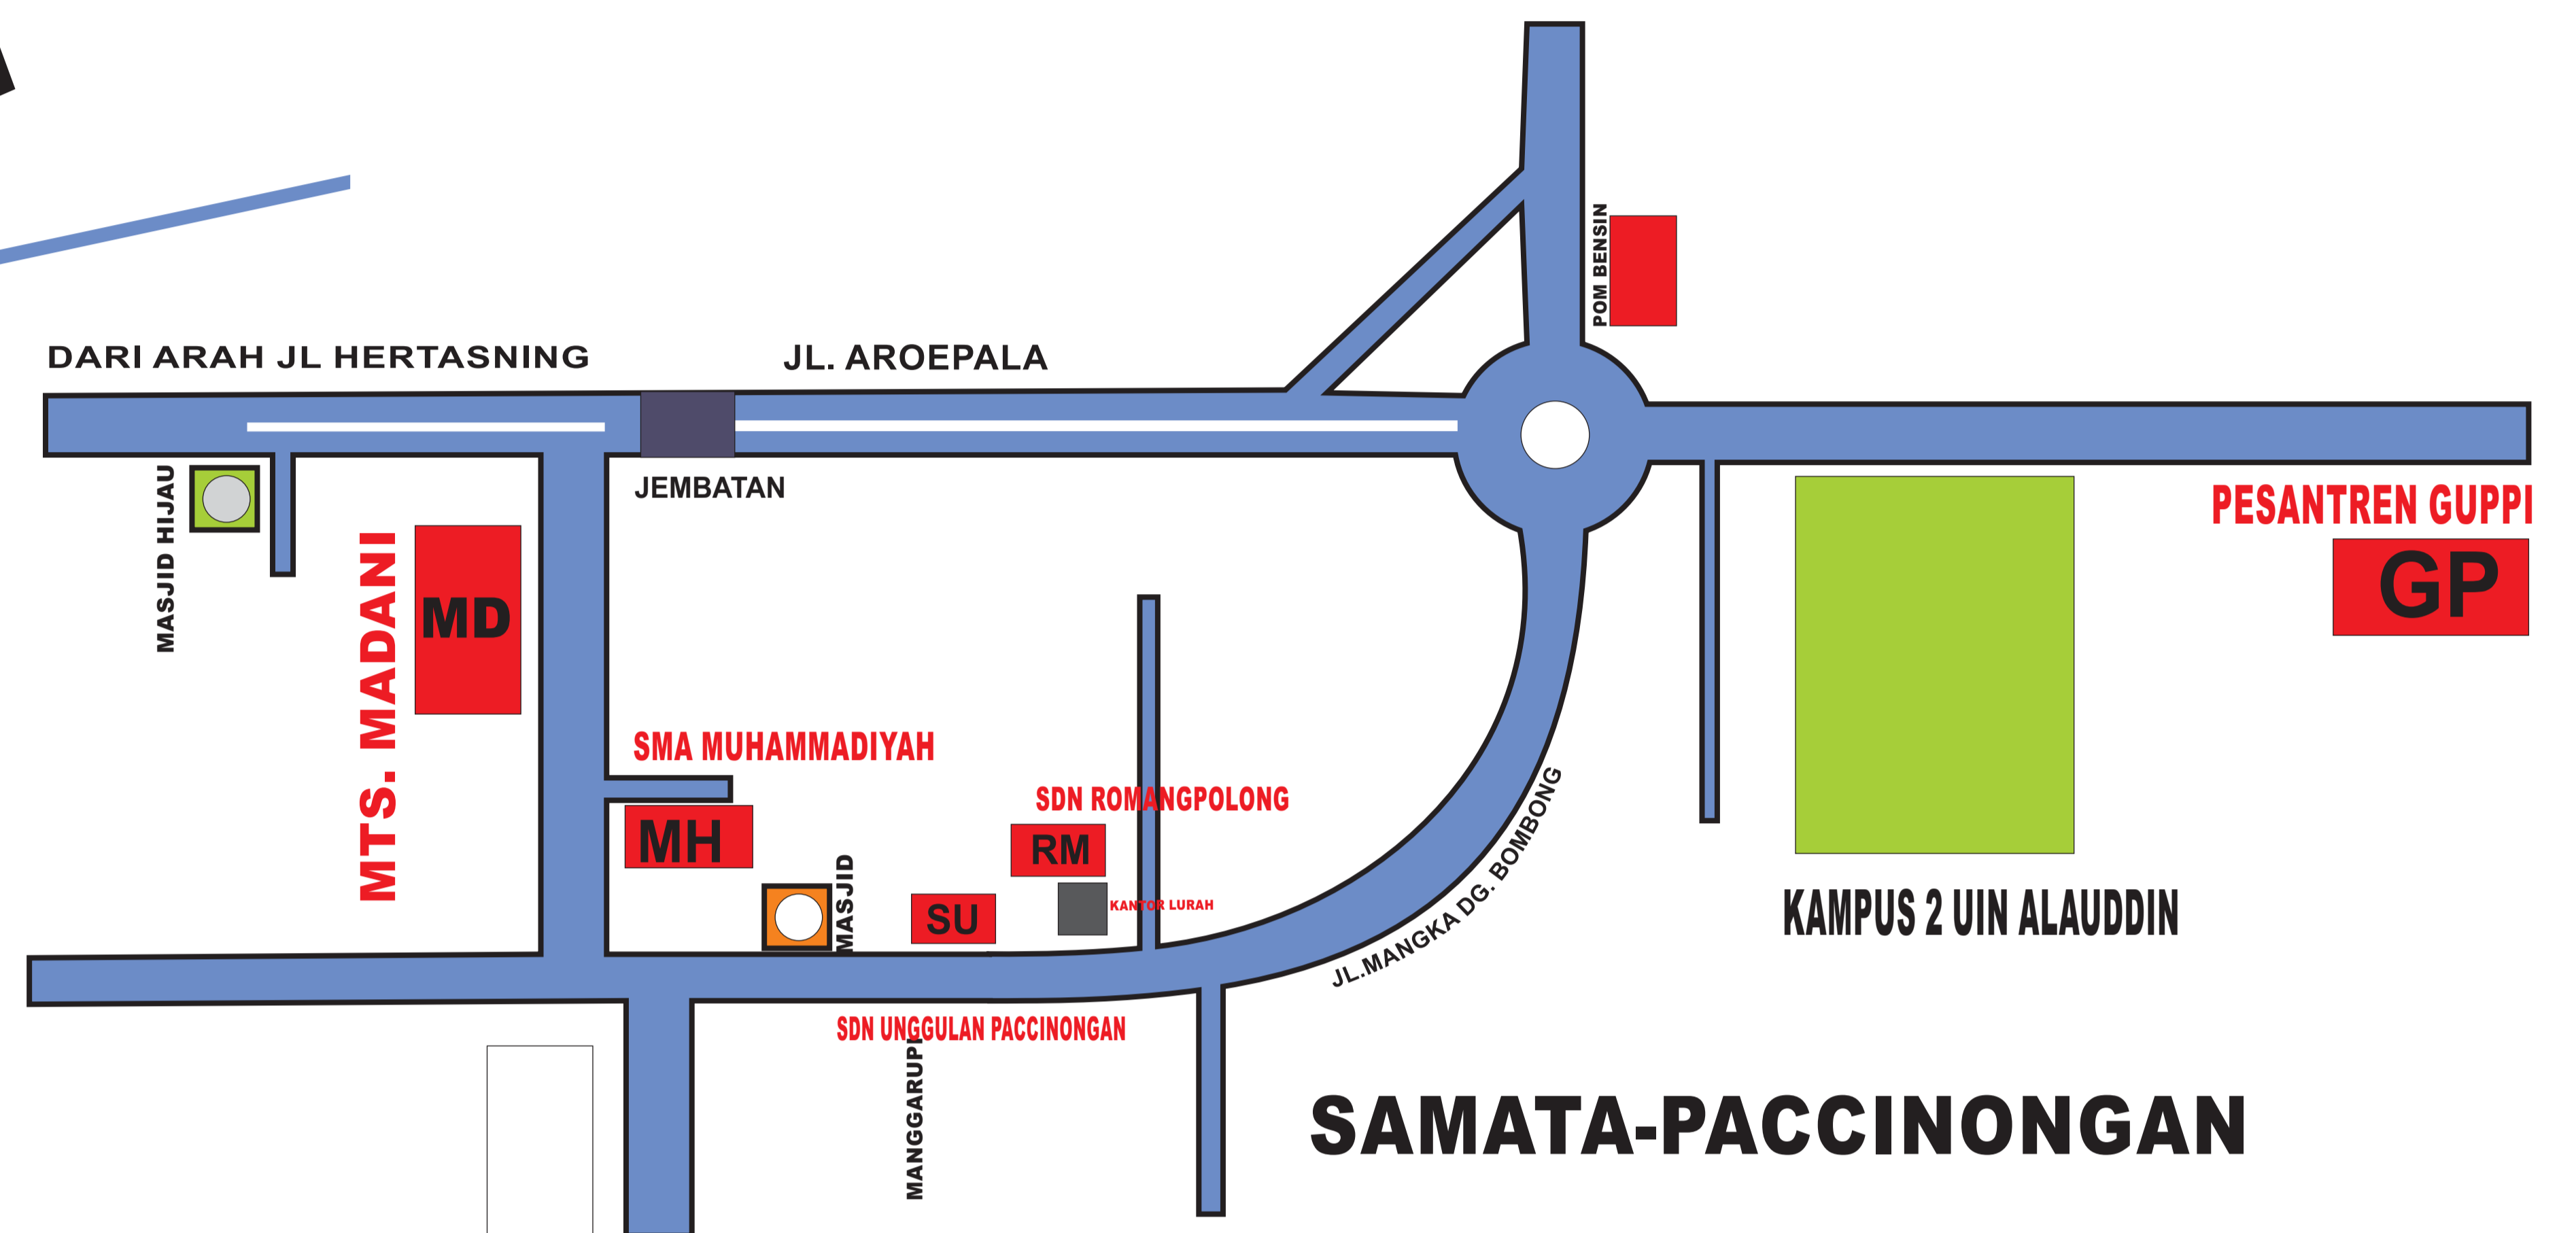 POM BENSIN
DARI ARAH JL HERTASNING
JL. AROEPALA
MASJID HIJAU
JEMBATAN
PESANTREN GUPPI
GP
MTS. MADANI
MD
SMA MUHAMMADIYAH
MH
MASJID
SDN ROMANGPOLONG
RM
SU
KANTOR LURAH
JL.MANGKA DG. BOMBONG
KAMPUS 2 UIN ALAUDDIN
SDN UNGGULAN PACCINONGAN
MANGGARUPI
SAMATA-PACCINONGAN